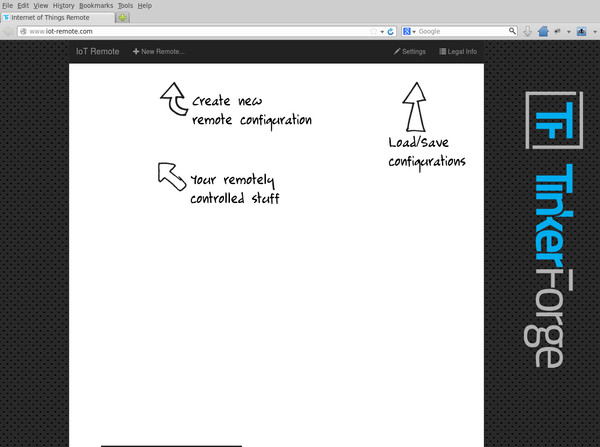 File Edit View History Bookmarks Tools Help
Internet of Things Remote
www.iot-remote.com
Google
IoT Remote + New Remote... Settings Legal Info
Create new
remote configuration
Load/Save
configurations
Your remotely
controlled stuff
TF
TinkerForge